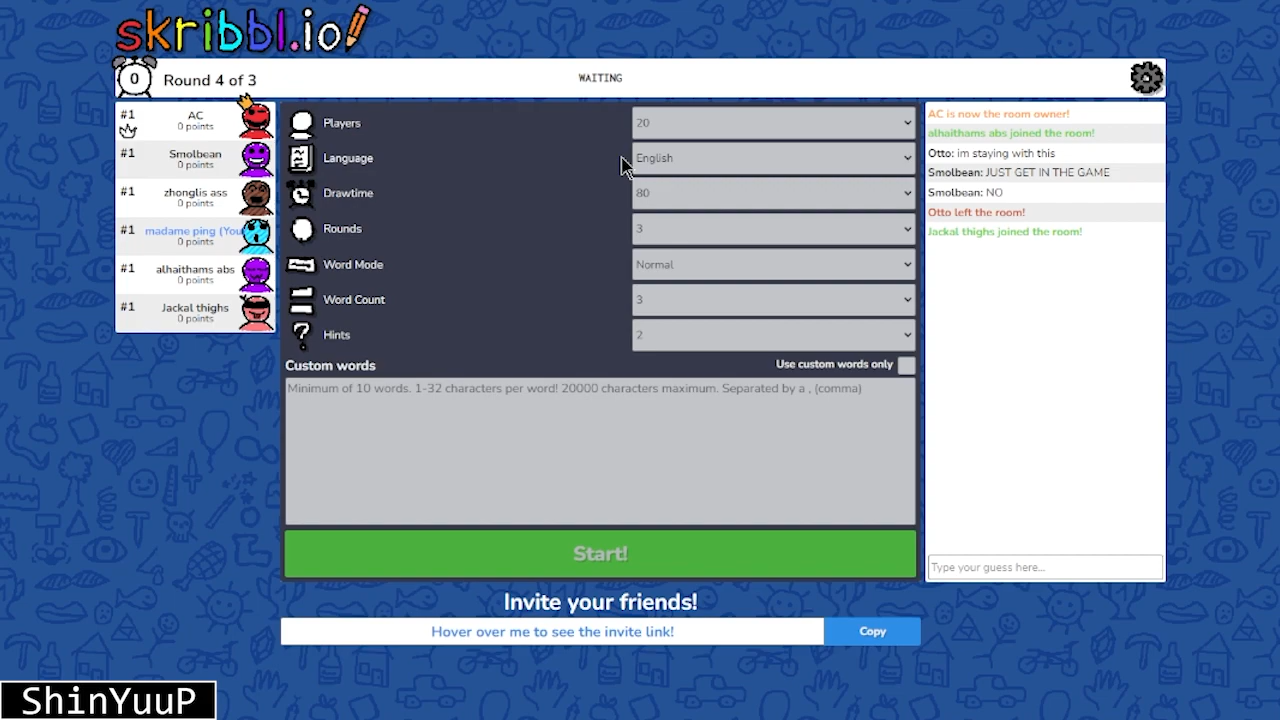 skribbl.io
0
Round 4 of 3
WAITING
#1 AC
0 points
#1 Smolbean
0 points
#1 zhonglis ass
0 points
#1 madame ping (You
0 points
#1 alhaithams abs
0 points
#1 Jackal thighs
0 points
Players 20
Language English
Drawtime 80
Rounds 3
Word Mode Normal
Word Count 3
Hints 2
Custom words
Use custom words only
Minimum of 10 words. 1-32 characters per word! 20000 characters maximum. Separated by a , (comma)
Start!
Invite your friends!
Hover over me to see the invite link!
Copy
AC is now the room owner!
alhaithams abs joined the room!
Otto: im staying with this
Smolbean: JUST GET IN THE GAME
Smolbean: NO
Otto left the room!
Jackal thighs joined the room!
Type your guess here...
ShinYuuP